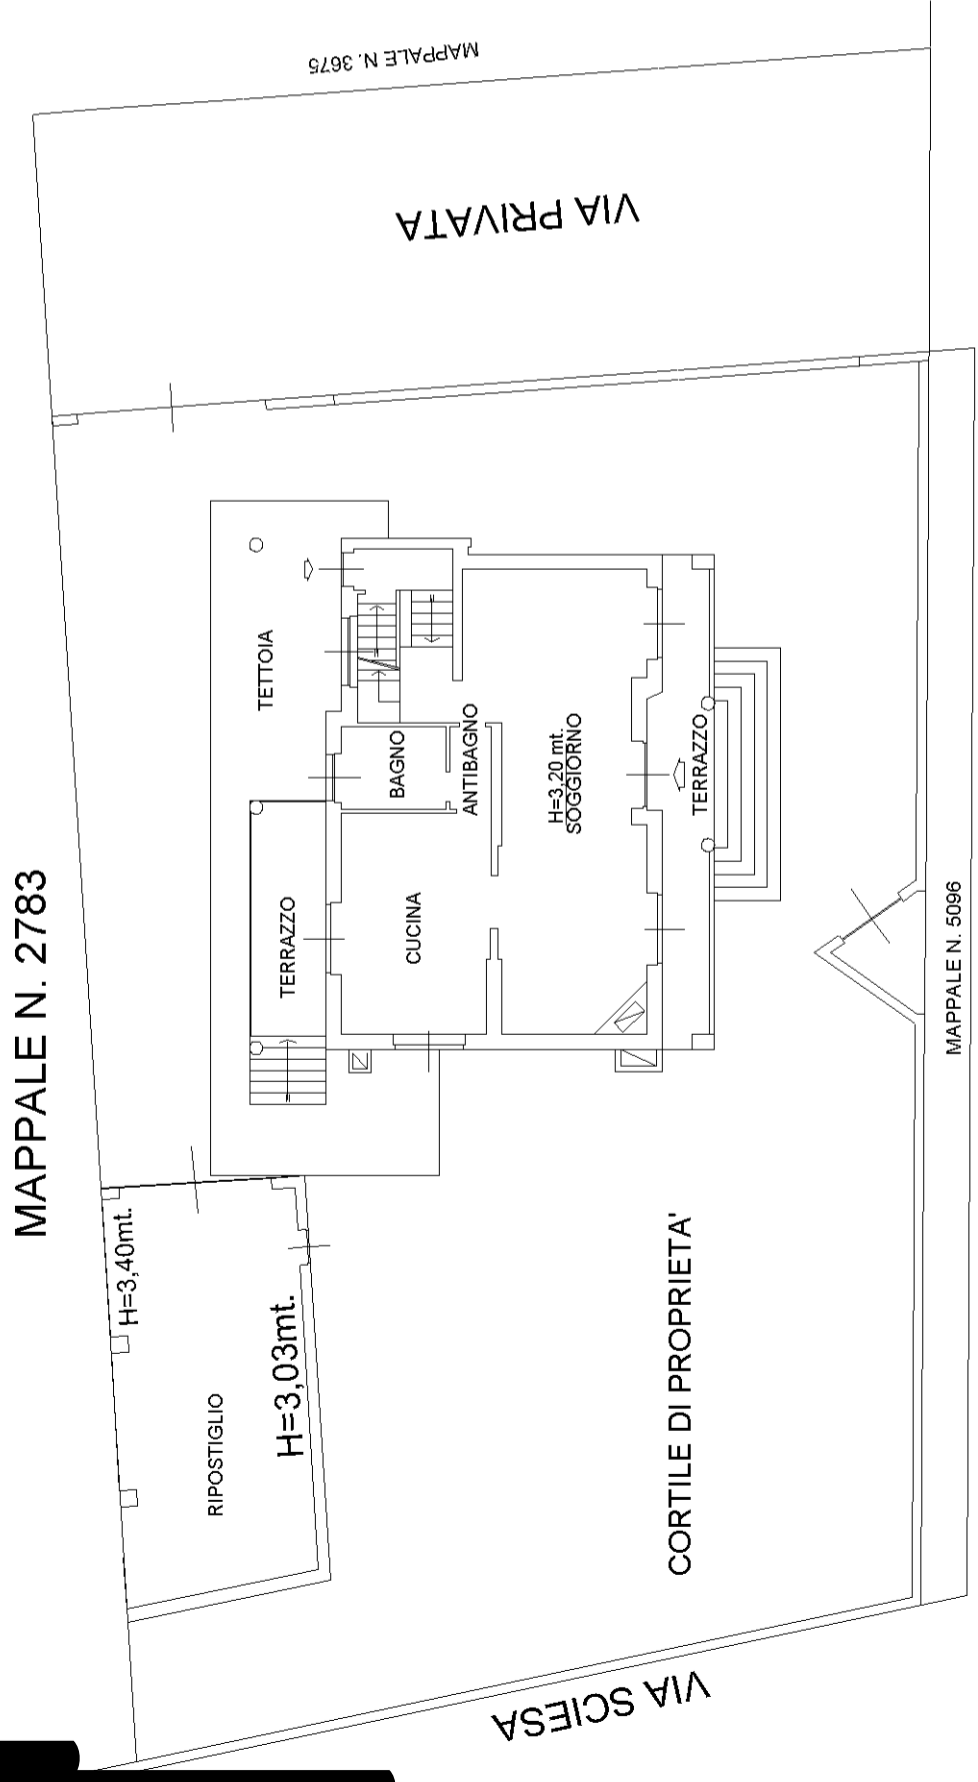 MAPPALE N. 3675
VIA PRIVATA
MAPPALE N. 2783
TETTOIA
BAGNO
ANTIBAGNO
H=3,20 mt.
SOGGIORNO
TERRAZZO
TERRAZZO
CUCINA
MAPPALE N. 5096
H=3,40mt.
H=3,03mt.
RIPOSTIGLIO
CORTILE DI PROPRIETA'
VIA SCIESA